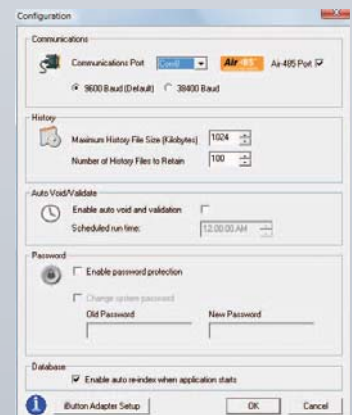 Configuration
Communications
Communications Port
Air-485
Air-485 Port
9600 Baud (Default) 38400 Baud
History
Maximum History File Size (Kilobytes) 1024
Number of History Files to Retain 100
Auto Void/Validate
Enable auto void and validation
Scheduled run time: 12:00:00 AM
Password
Enable password protection
Change system password
Old Password New Password
Database
Enable auto re-index when application starts
iButton Adapter Setup OK Cancel